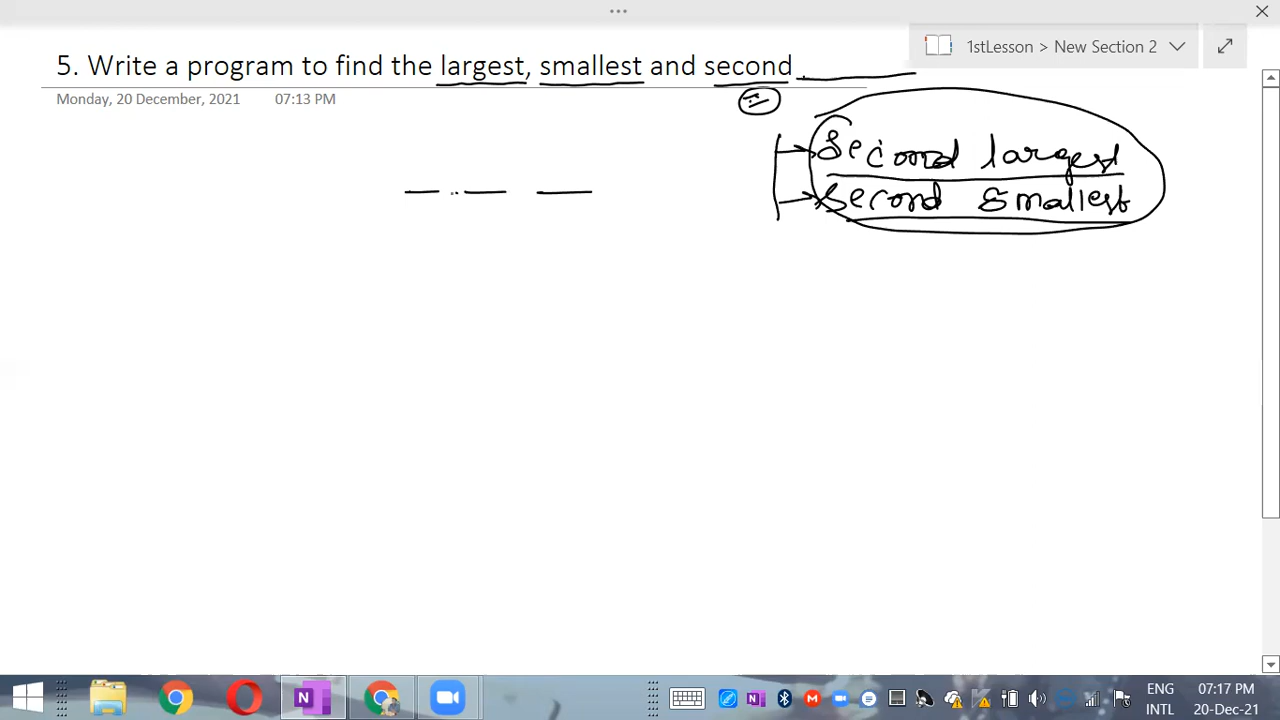 1stLesson > New Section 2
5. Write a program to find the largest, smallest and second
Monday, 20 December, 2021 07:13 PM
Second largest
Second Smallest
N
M
N
ENG
INTL
07:17 PM
20-Dec-21